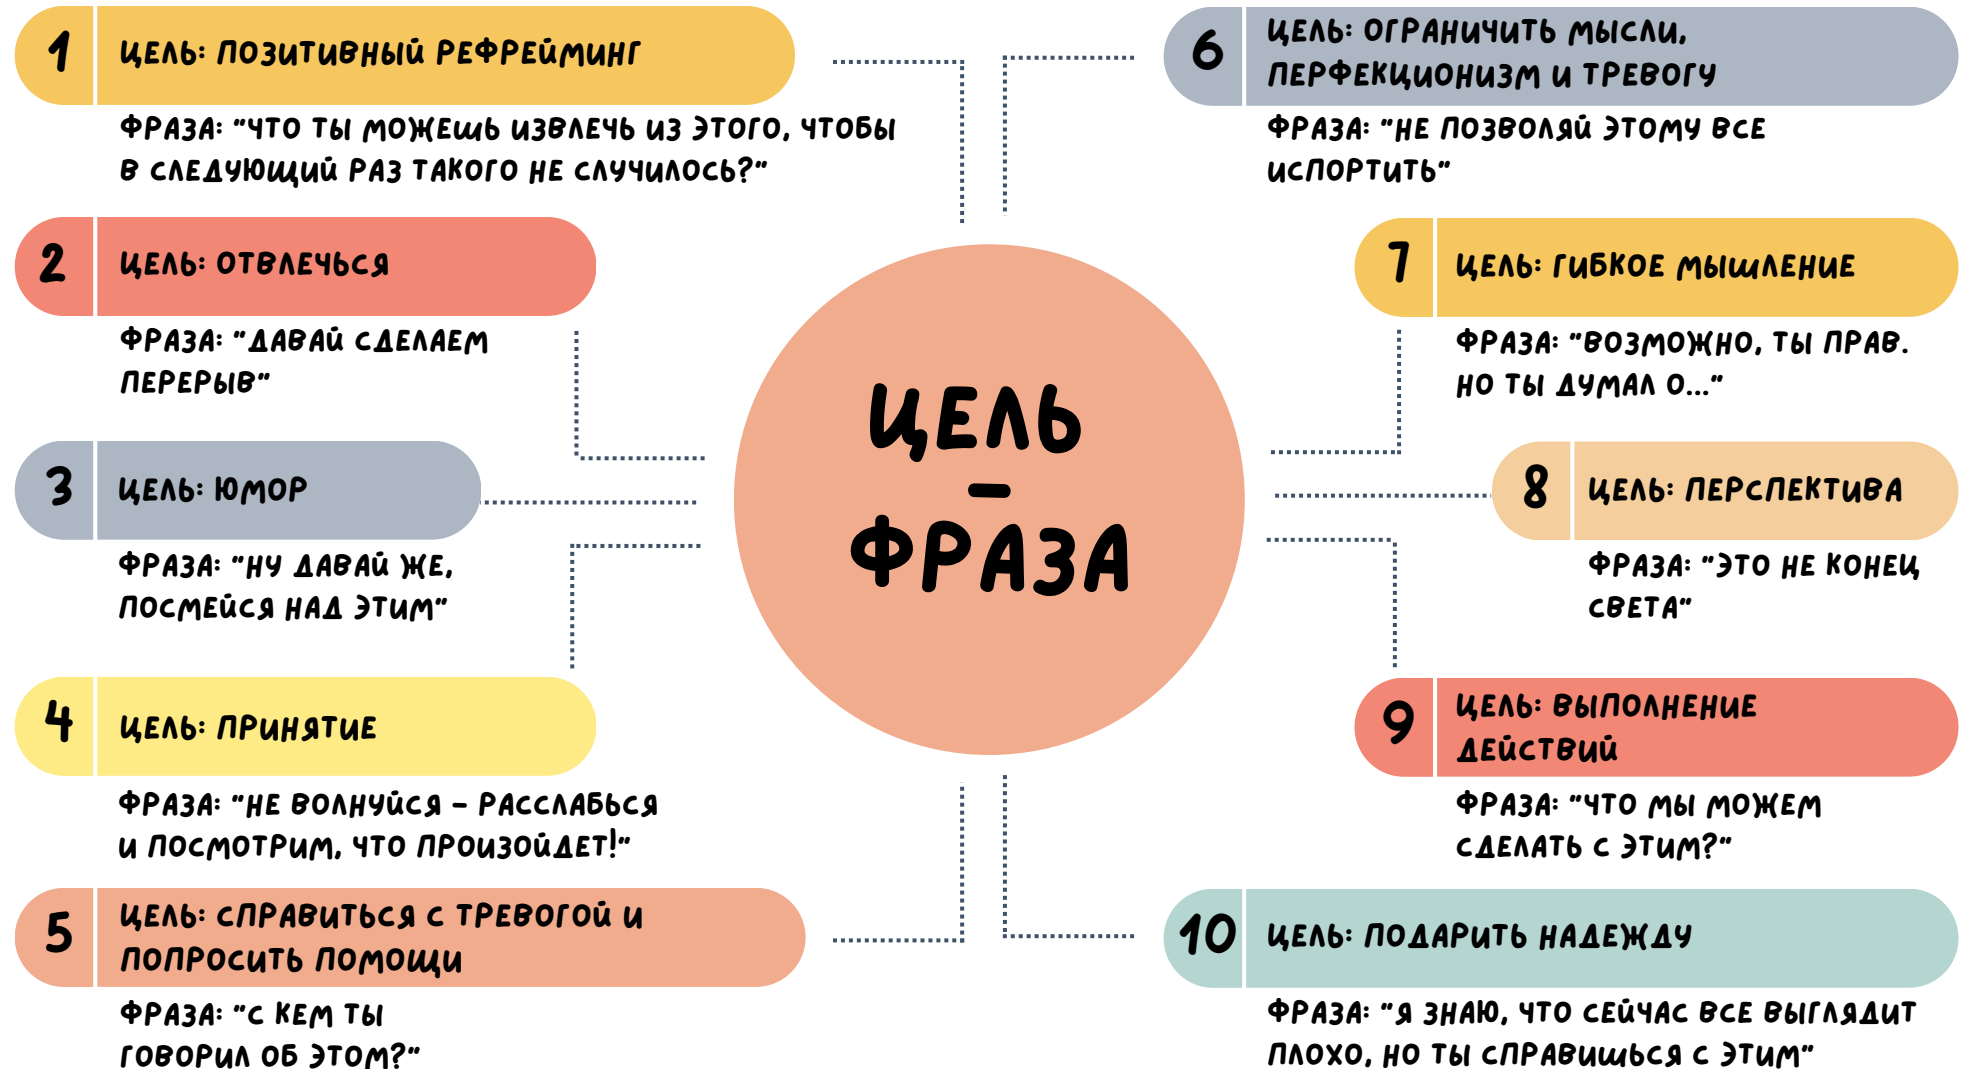 1
ЦЕЛЬ: ПОЗИТИВНЫЙ РЕФРЕЙМИНГ
ФРАЗА: "ЧТО ТЫ МОЖЕШЬ ИЗВЛЕЧЬ ИЗ ЭТОГО, ЧТОБЫ
В СЛЕДУЮЩИЙ РАЗ ТАКОГО НЕ СЛУЧИЛОСЬ?"
2
ЦЕЛЬ: ОТВЛЕЧЬСЯ
ФРАЗА: "ДАВАЙ СДЕЛАЕМ
ПЕРЕРЫВ"
3
ЦЕЛЬ: ЮМОР
ФРАЗА: "НУ ДАВАЙ ЖЕ,
ПОСМЕЙСЯ НАД ЭТИМ"
4
ЦЕЛЬ: ПРИНЯТИЕ
ФРАЗА: "НЕ ВОЛНУЙСЯ – РАССЛАБЬСЯ
И ПОСМОТРИМ, ЧТО ПРОИЗОЙДЕТ!"
5
ЦЕЛЬ: СПРАВИТЬСЯ С ТРЕВОГОЙ И
ПОПРОСИТЬ ПОМОЩИ
ФРАЗА: "С КЕМ ТЫ
ГОВОРИЛ ОБ ЭТОМ?"
ЦЕЛЬ
–
ФРАЗА
6
ЦЕЛЬ: ОГРАНИЧИТЬ МЫСЛИ,
ПЕРФЕКЦИОНИЗМ И ТРЕВОГУ
ФРАЗА: "НЕ ПОЗВОЛЯЙ ЭТОМУ ВСЕ
ИСПОРТИТЬ"
7
ЦЕЛЬ: ГИБКОЕ МЫШЛЕНИЕ
ФРАЗА: "ВОЗМОЖНО, ТЫ ПРАВ.
НО ТЫ ДУМАЛ О..."
8
ЦЕЛЬ: ПЕРСПЕКТИВА
ФРАЗА: "ЭТО НЕ КОНЕЦ
СВЕТА"
9
ЦЕЛЬ: ВЫПОЛНЕНИЕ
ДЕЙСТВИЙ
ФРАЗА: "ЧТО МЫ МОЖЕМ
СДЕЛАТЬ С ЭТИМ?"
10
ЦЕЛЬ: ПОДАРИТЬ НАДЕЖДУ
ФРАЗА: "Я ЗНАЮ, ЧТО СЕЙЧАС ВСЕ ВЫГЛЯДИТ
ПЛОХО, НО ТЫ СПРАВИШЬСЯ С ЭТИМ"